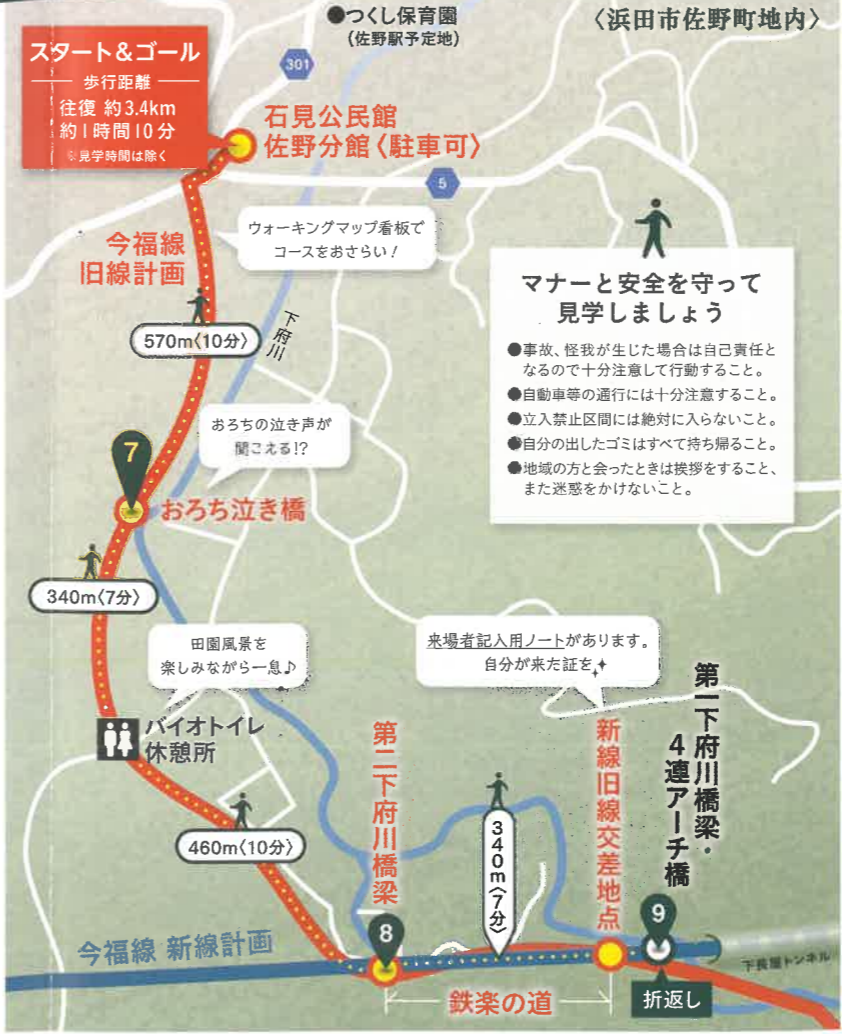 ●つくし保育園
(佐野駅予定地)
〈浜田市佐野町地内〉
スタート&ゴール
歩行距離
往復 約3.4km
約1時間10分
※見学時間は除く
301
石見公民館
佐野分館〈駐車可〉
5
ウォーキングマップ看板で
コースをおさらい！
今福線
旧線計画
570m〈10分〉
下府川
マナーと安全を守って
見学しましょう
●事故、怪我が生じた場合は自己責任と
なるので十分注意して行動すること。
●自動車等の通行には十分注意すること。
●立入禁止区間には絶対に入らないこと。
●自分の出したゴミはすべて持ち帰ること。
●地域の方と会ったときは挨拶をすること、
また迷惑をかけないこと。
おろちの泣き声が
聞こえる!?
7
おろち泣き橋
340m〈7分〉
田園風景を
楽しみながら一息♪
来場者記入用ノートがあります。
自分が来た証を
バイオトイレ
休憩所
第二下府川橋梁
新線旧線交差地点
第一下府川橋梁・
4連アーチ橋
460m〈10分〉
340m〈7分〉
8
9
今福線 新線計画
下長屋トンネル
鉄楽の道
折返し